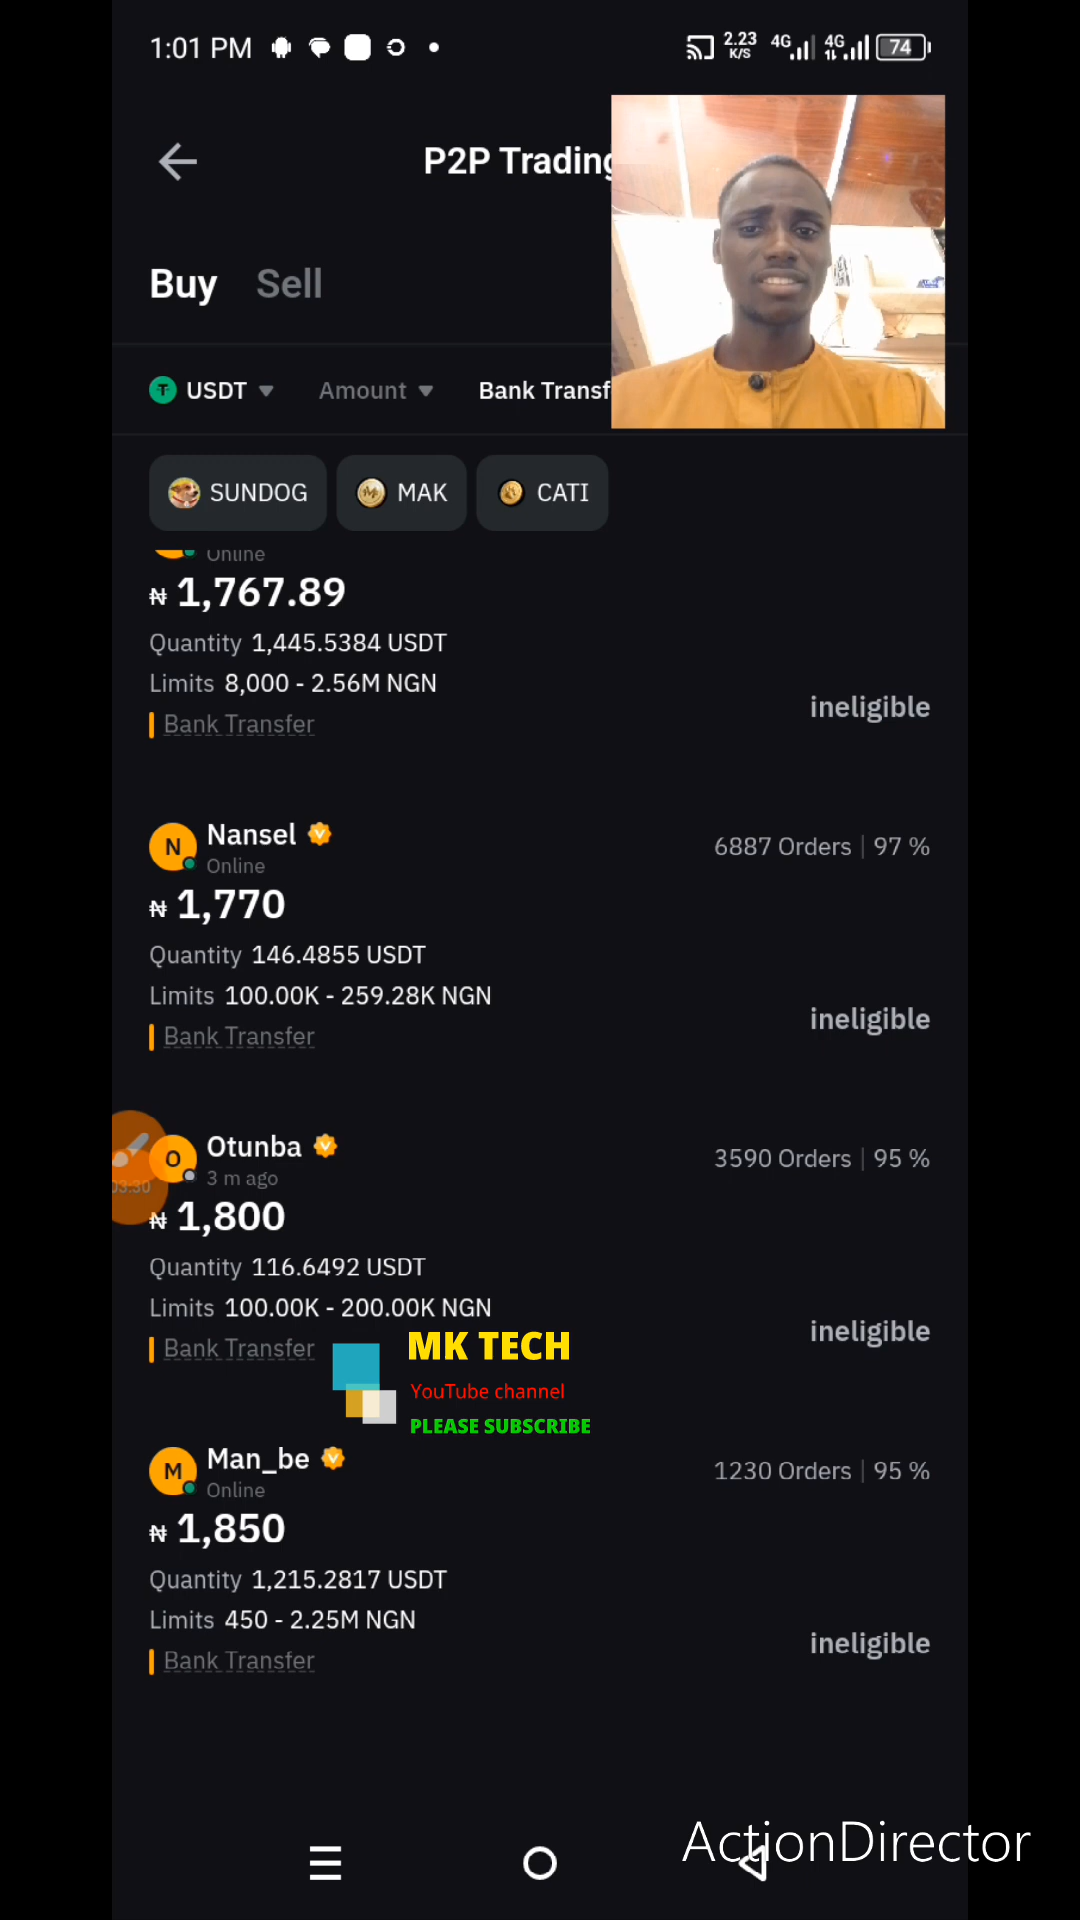 1:01 PM
2.23 K/S 4G 4G 74
P2P Trading
Buy Sell
USDT Amount Bank Transf
SUNDOG MAK CATI
Online
₦ 1,767.89
Quantity 1,445.5384 USDT
Limits 8,000 - 2.56M NGN
ineligible
Bank Transfer
N Nansel
6887 Orders | 97 %
Online
₦ 1,770
Quantity 146.4855 USDT
Limits 100.00K - 259.28K NGN
ineligible
Bank Transfer
O Otunba
3590 Orders | 95 %
3 m ago
03:30
₦ 1,800
Quantity 116.6492 USDT
Limits 100.00K - 200.00K NGN
ineligible
Bank Transfer
MK TECH
YouTube channel
PLEASE SUBSCRIBE
M Man_be
1230 Orders | 95 %
Online
₦ 1,850
Quantity 1,215.2817 USDT
Limits 450 - 2.25M NGN
ineligible
Bank Transfer
ActionDirector